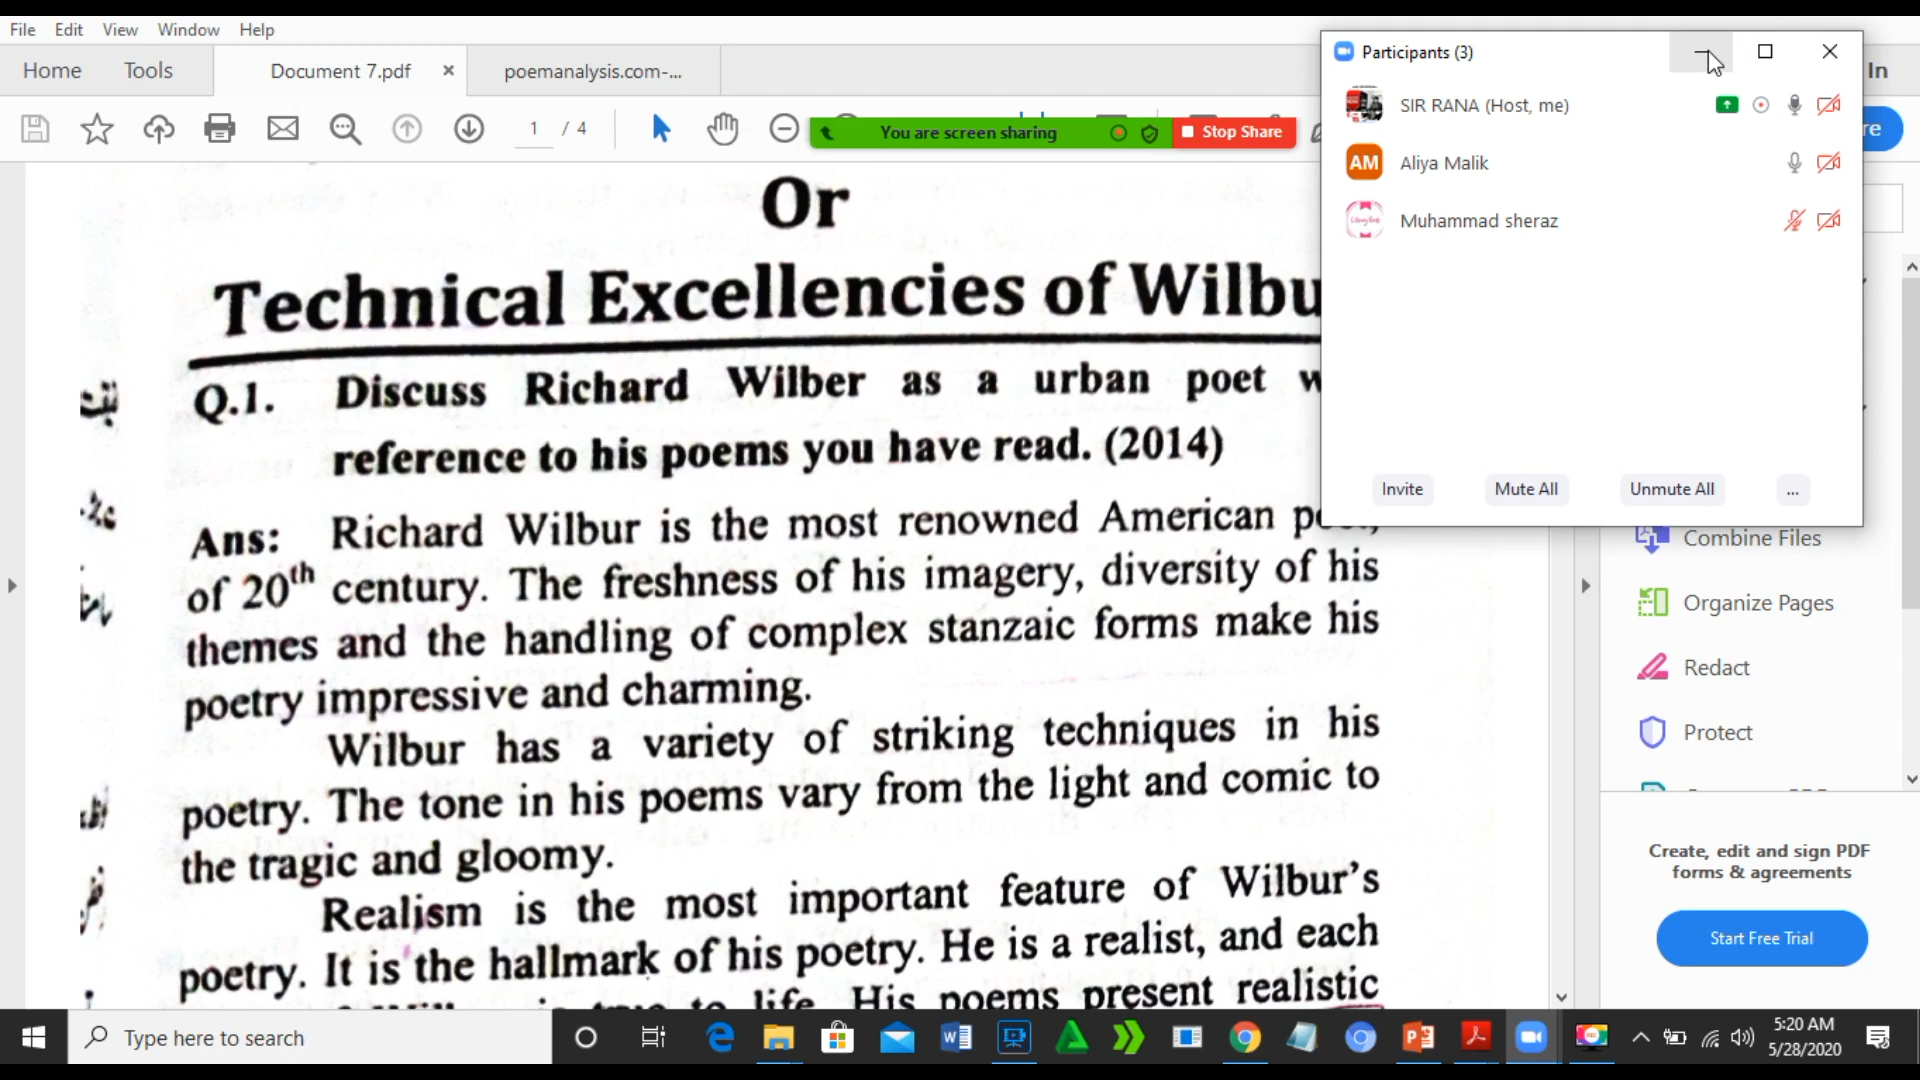 File Edit View Window Help
Home Tools Document 7.pdf × poemanalysis.com-... In
1 / 4
You are screen sharing Stop Share
Participants (3)
SIR RANA (Host, me)
AM Aliya Malik
Muhammad sheraz
Invite Mute All Unmute All ...
Or
Technical Excellencies of Wilbu
Q.1. Discuss Richard Wilber as a urban poet w
reference to his poems you have read. (2014)
Ans: Richard Wilbur is the most renowned American poet,
of 20th century. The freshness of his imagery, diversity of his
themes and the handling of complex stanzaic forms make his
poetry impressive and charming.
Wilbur has a variety of striking techniques in his
poetry. The tone in his poems vary from the light and comic to
the tragic and gloomy.
Realism is the most important feature of Wilbur's
poetry. It is the hallmark of his poetry. He is a realist, and each
is true to life. His poems present realistic
Combine Files
Organize Pages
Redact
Protect
Create, edit and sign PDF
forms & agreements
Start Free Trial
Type here to search
5:20 AM
5/28/2020